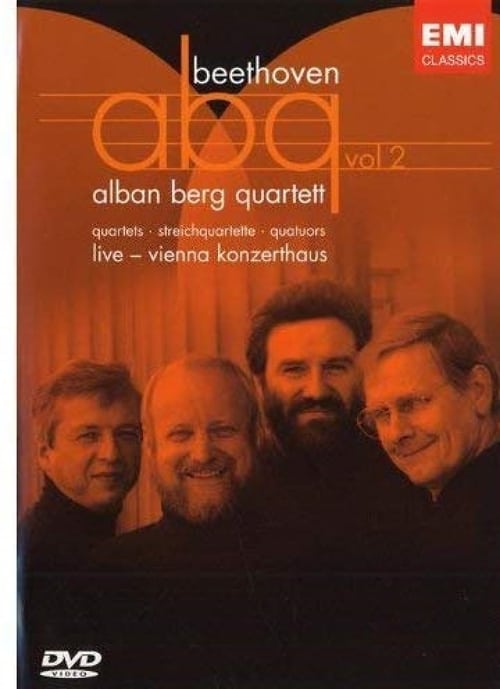 EMI
CLASSICS
beethoven
abq vol 2
alban berg quartett
quartets · streichquartette · quatuors
live – vienna konzerthaus
DVD
VIDEO